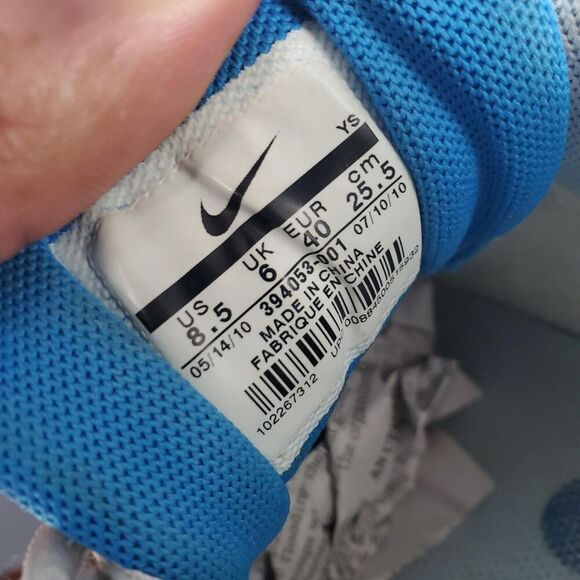 YS
US UK EUR cm
8.5 6 40 25.5
05/14/10 394053-001 07/10/10
MADE IN CHINA
FABRIQUE EN CHINE
102267312